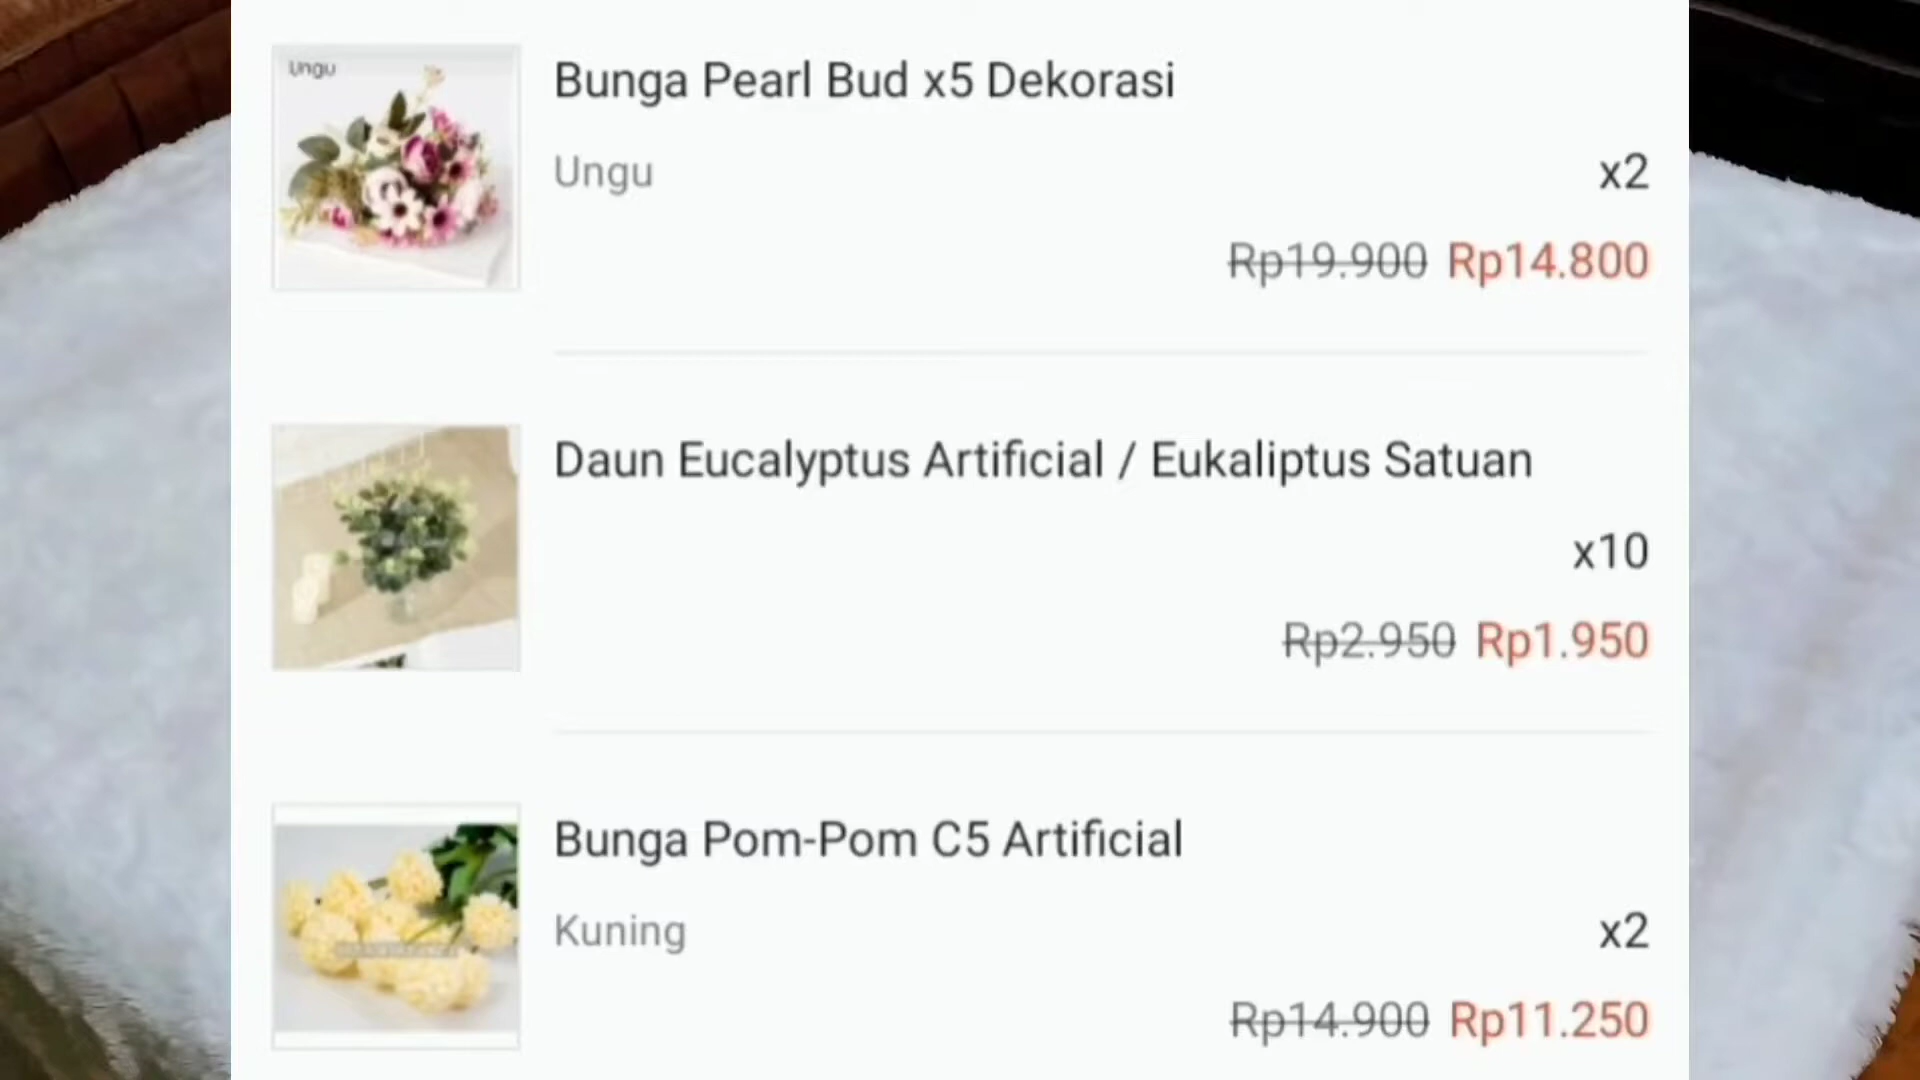 Ungu
Bunga Pearl Bud x5 Dekorasi
Ungu
x2
Rp19.900 Rp14.800
Daun Eucalyptus Artificial / Eukaliptus Satuan
x10
Rp2.950 Rp1.950
Bunga Pom-Pom C5 Artificial
Kuning
x2
Rp14.900 Rp11.250